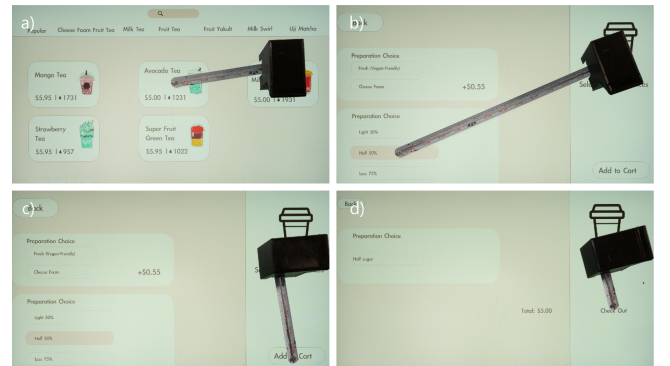 a)
Popular Cheese Foam Fruit Tea Milk Tea Fruit Tea Fruit Yakult Milk Swirl Uji Matcha
Mango Tea
$5.95 | 1731
Avocado Tea
$5.00 | 1231
$5.00 | 1931
Strawberry
Tea
$5.95 | 957
Super Fruit
Green Tea
$5.95 | 1022
b)
Back
Preparation Choice
Fresh (Vegan-Friendly)
Cheese Foam +$0.55
Preparation Choice
Light 30%
Half 50%
Less 75%
Add to Cart
c)
Back
Preparation Choice
Fresh (Vegan-Friendly)
Cheese Foam +$0.55
Preparation Choice
Light 30%
Half 50%
Less 75%
Add to Cart
d)
Back
Preparation Choice
Half sugar
Total: $5.00
Check Out